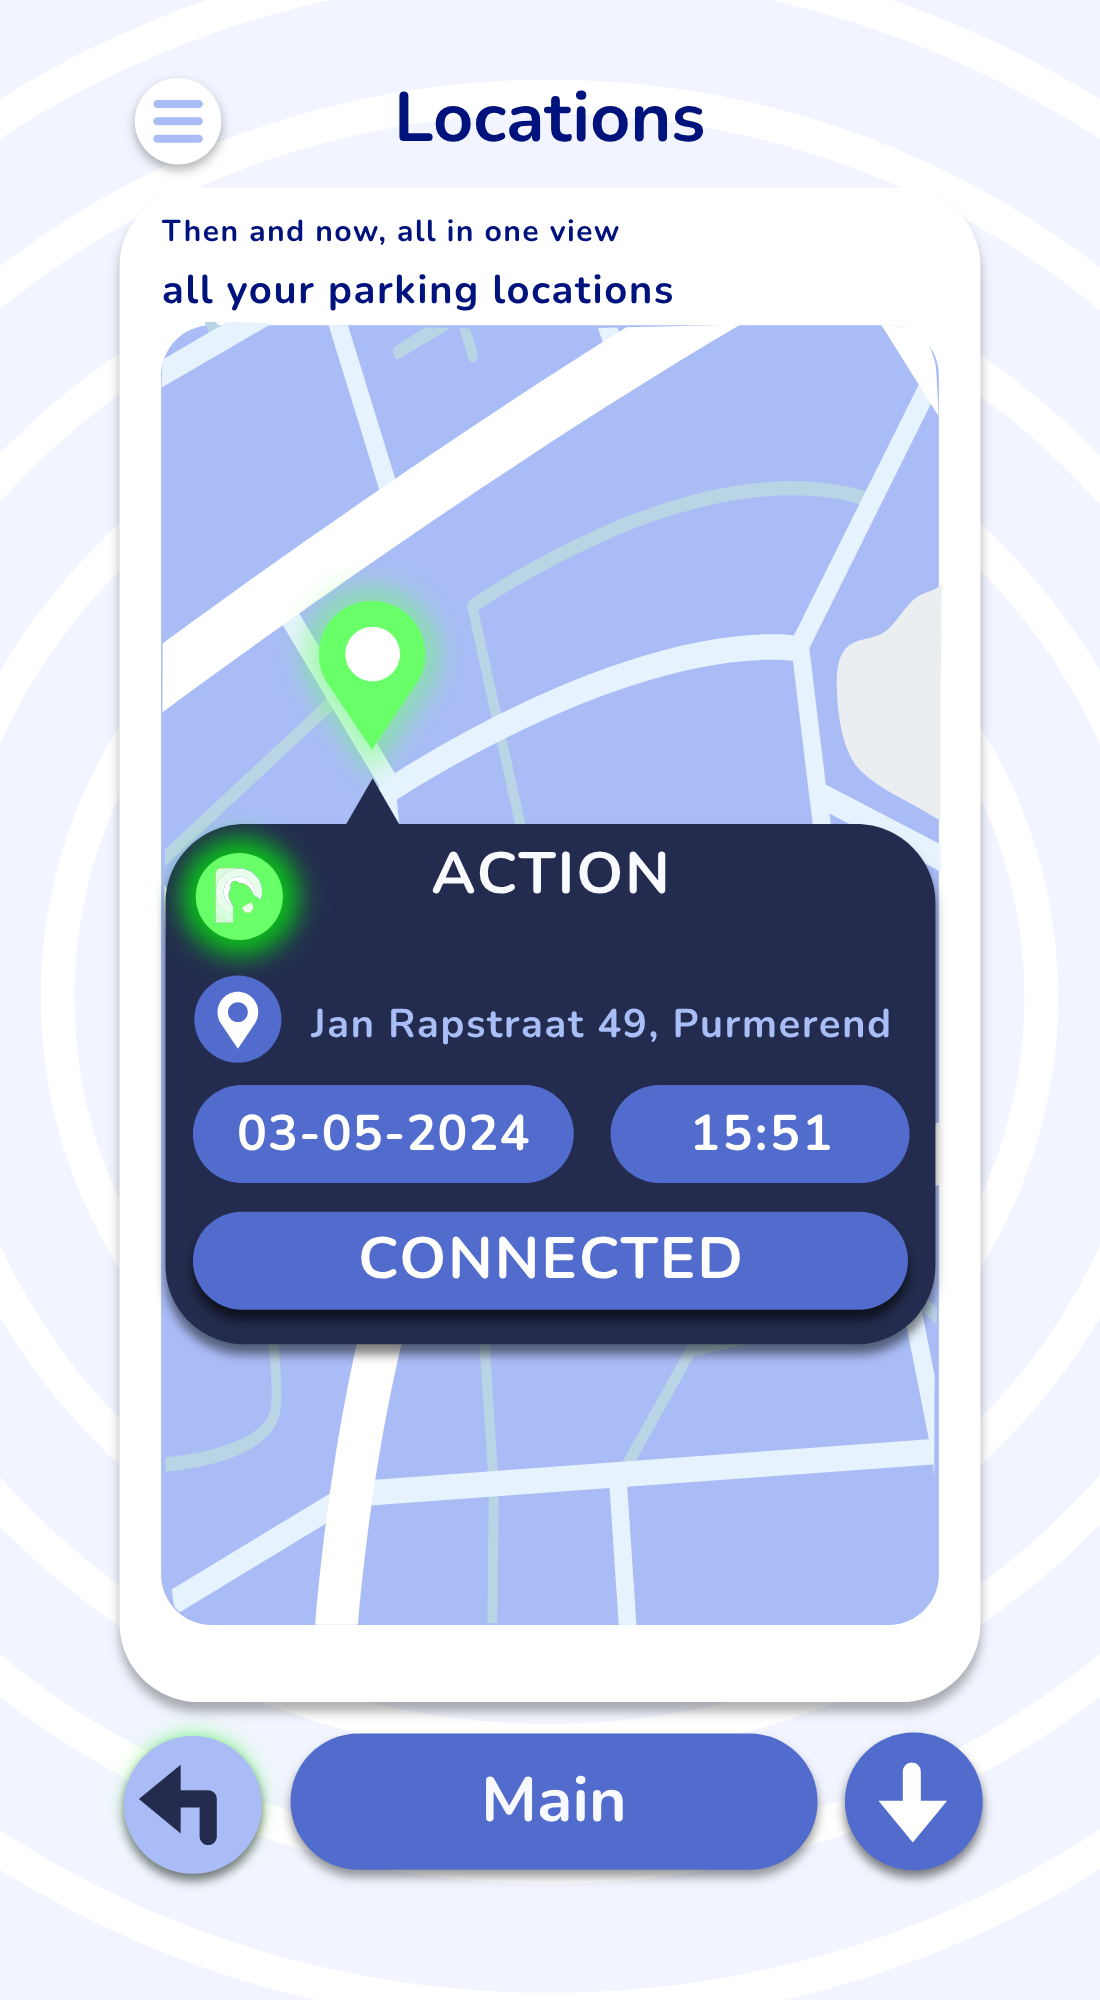 Locations
Then and now, all in one view
all your parking locations
ACTION
Jan Rapstraat 49, Purmerend
03-05-2024
15:51
CONNECTED
Main